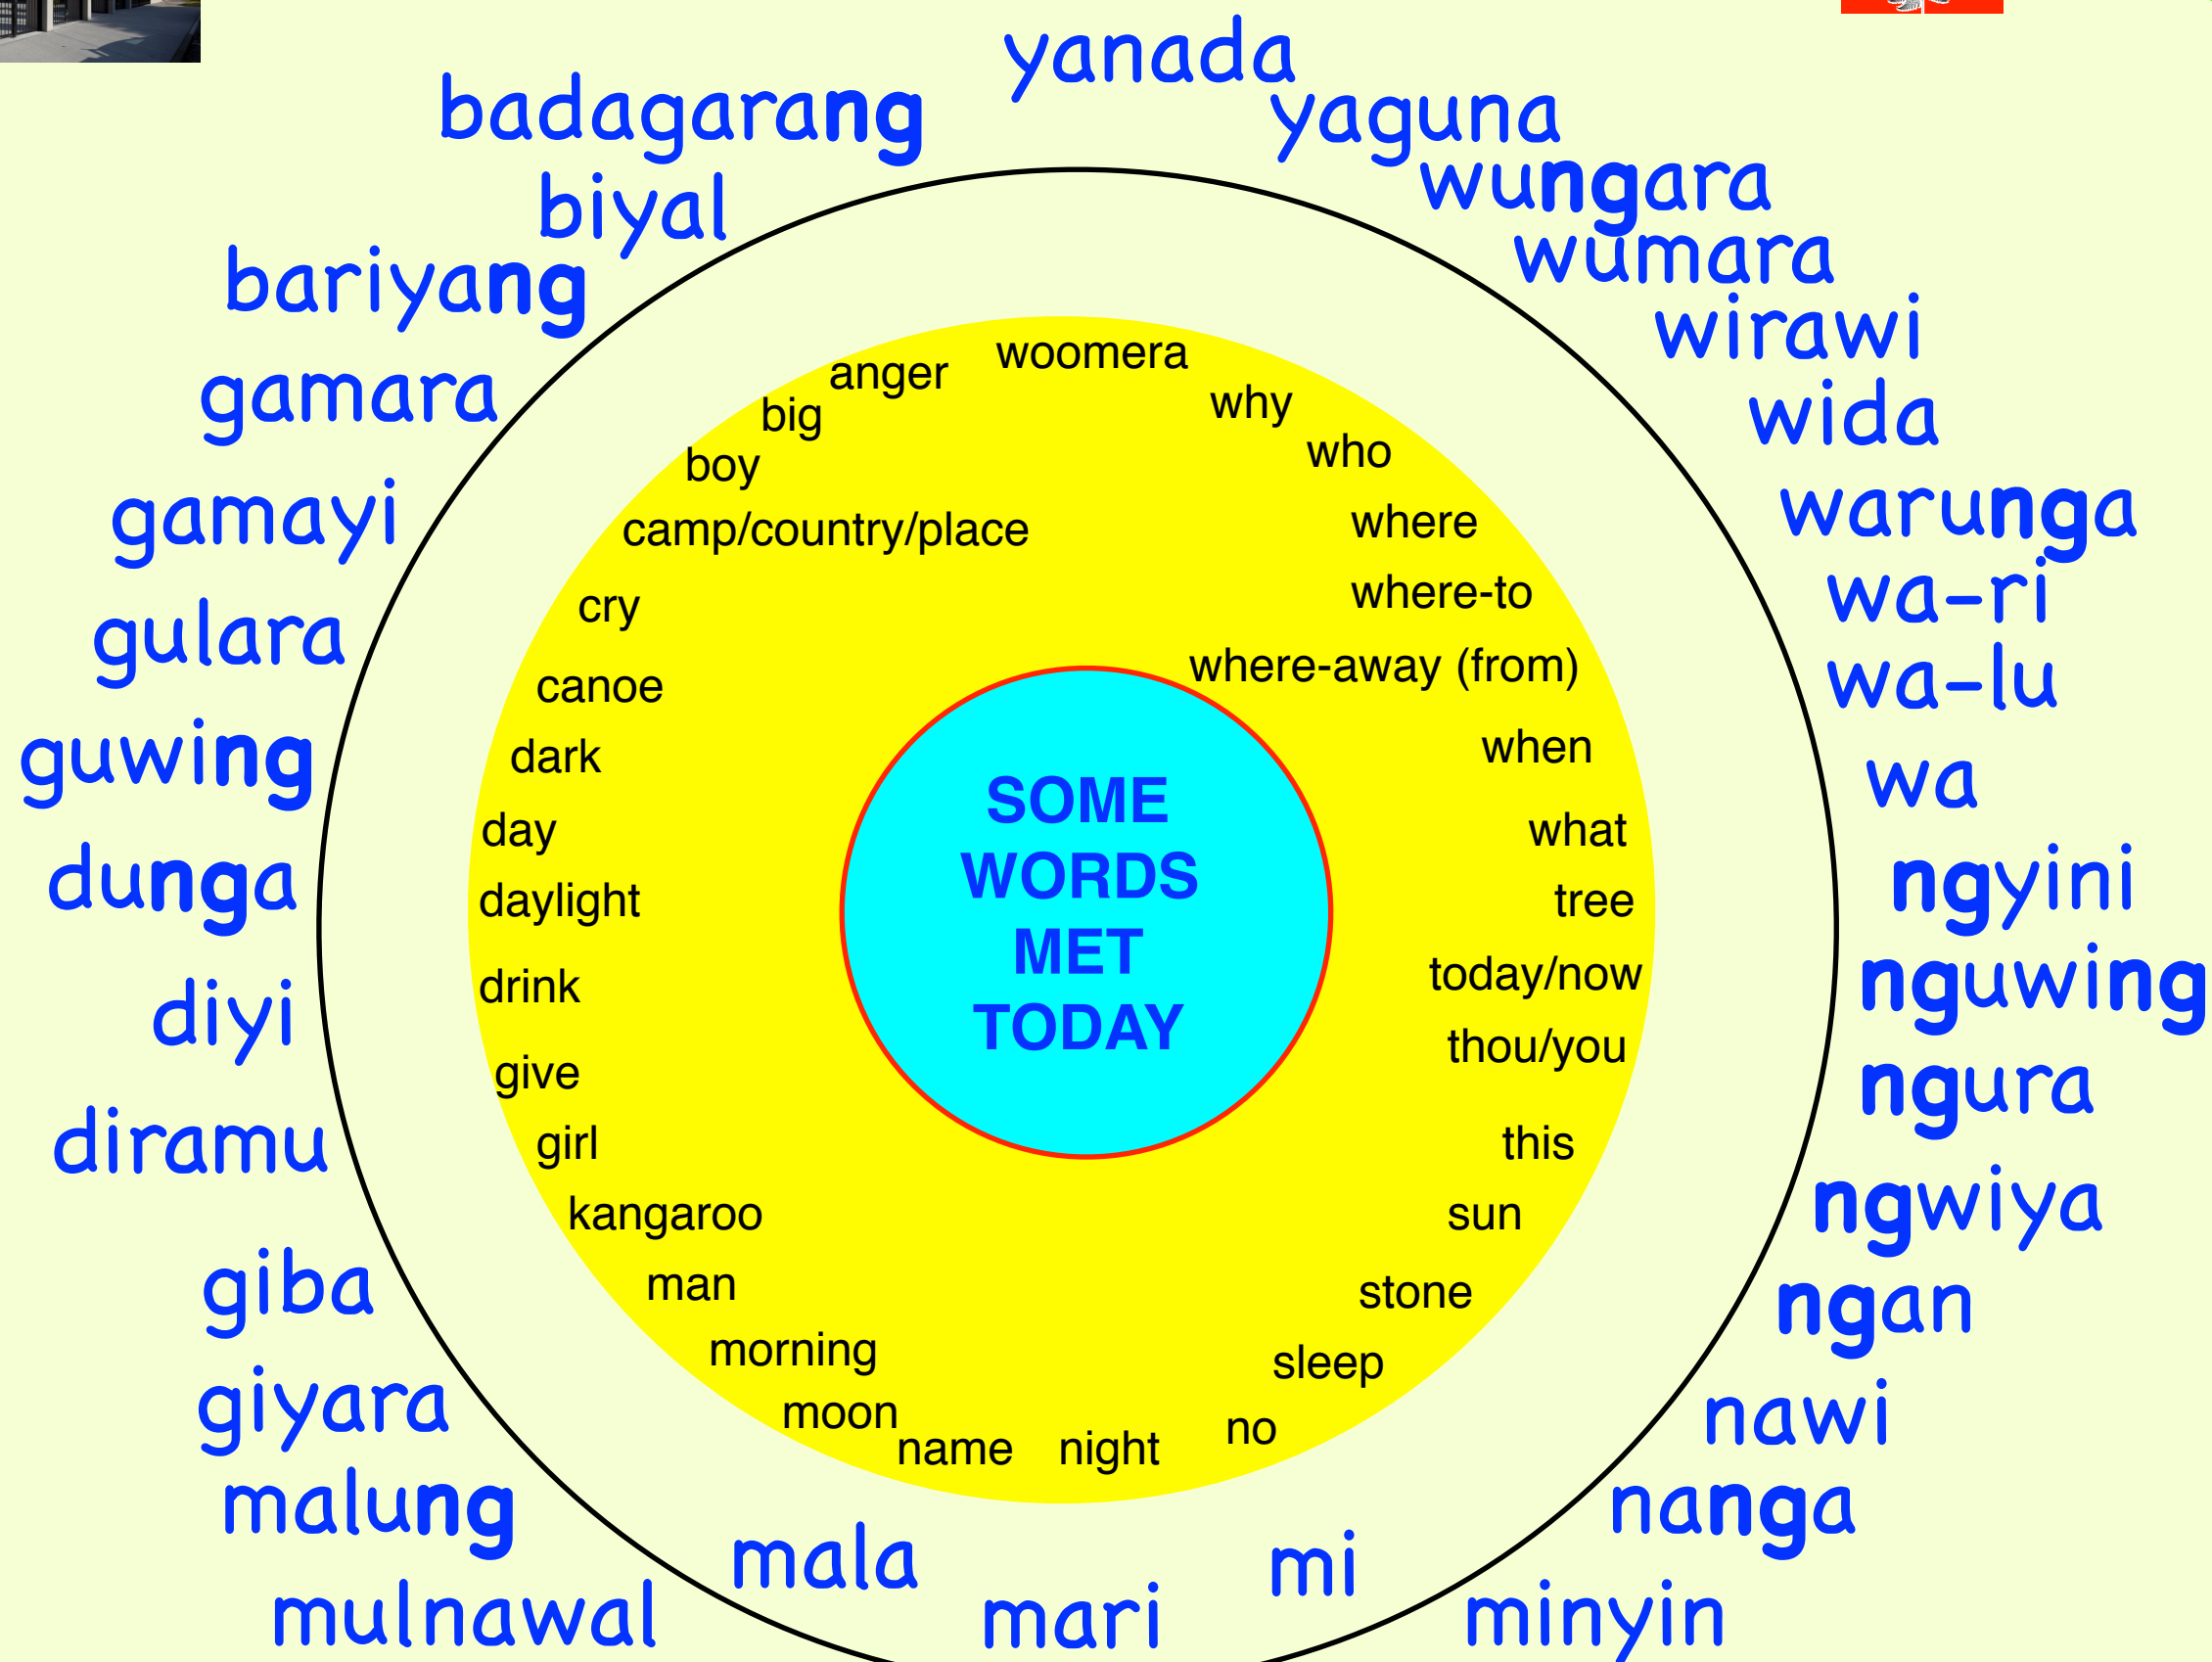 yanada
badagarang
yaguna
wungara
biyal
wumara
bariyang
wirawi
gamara
wida
gamayi
warunga
wa-ri
gulara
wa-lu
guwing
wa
dunga
ngyini
nguwing
diyi
ngura
diramu
ngwiya
giba
ngan
giyara
nawi
malung
nanga
mala
mi
mulnawal
mari
minyin
woomera
anger
why
big
who
boy
where
camp/country/place
where-to
cry
where-away (from)
canoe
when
dark
what
day
tree
daylight
today/now
drink
thou/you
give
this
girl
sun
kangaroo
stone
man
sleep
morning
no
moon
name
night
SOME
WORDS
MET
TODAY